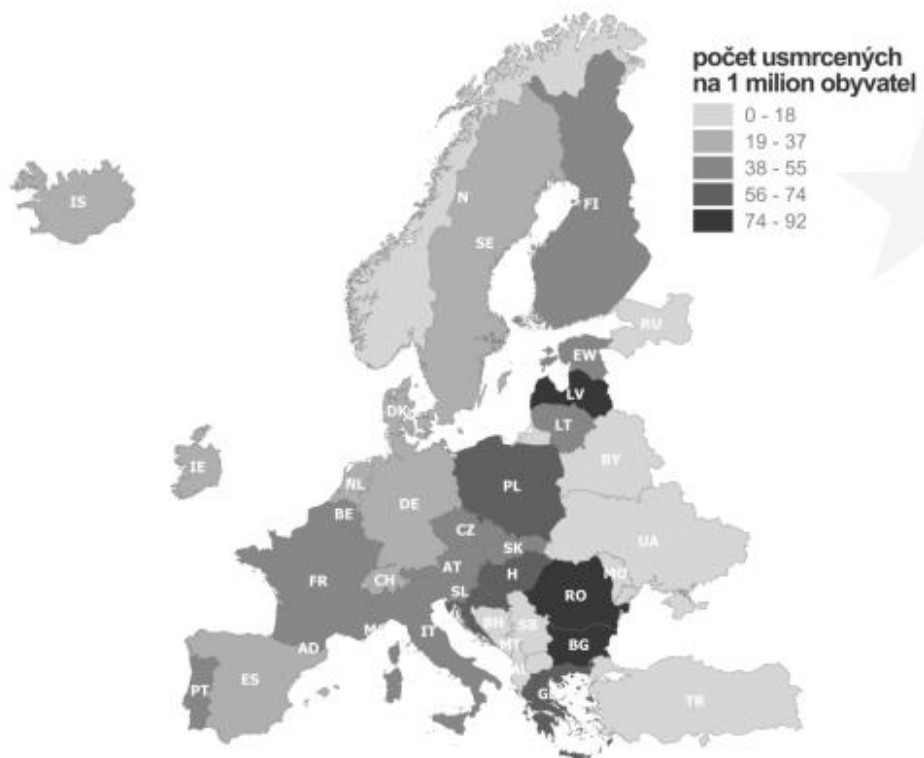 počet usmrcených
na 1 milion obyvatel
0 - 18
19 - 37
38 - 55
56 - 74
74 - 92
IS
N
SE
FI
RU
EW
LV
LT
DK
IE
NL
DE
PL
BY
BE
CZ
SK
UA
FR
CH
AT
H
MO
SL
RO
IT
BH
SB
MT
BG
AD
PT
ES
TR